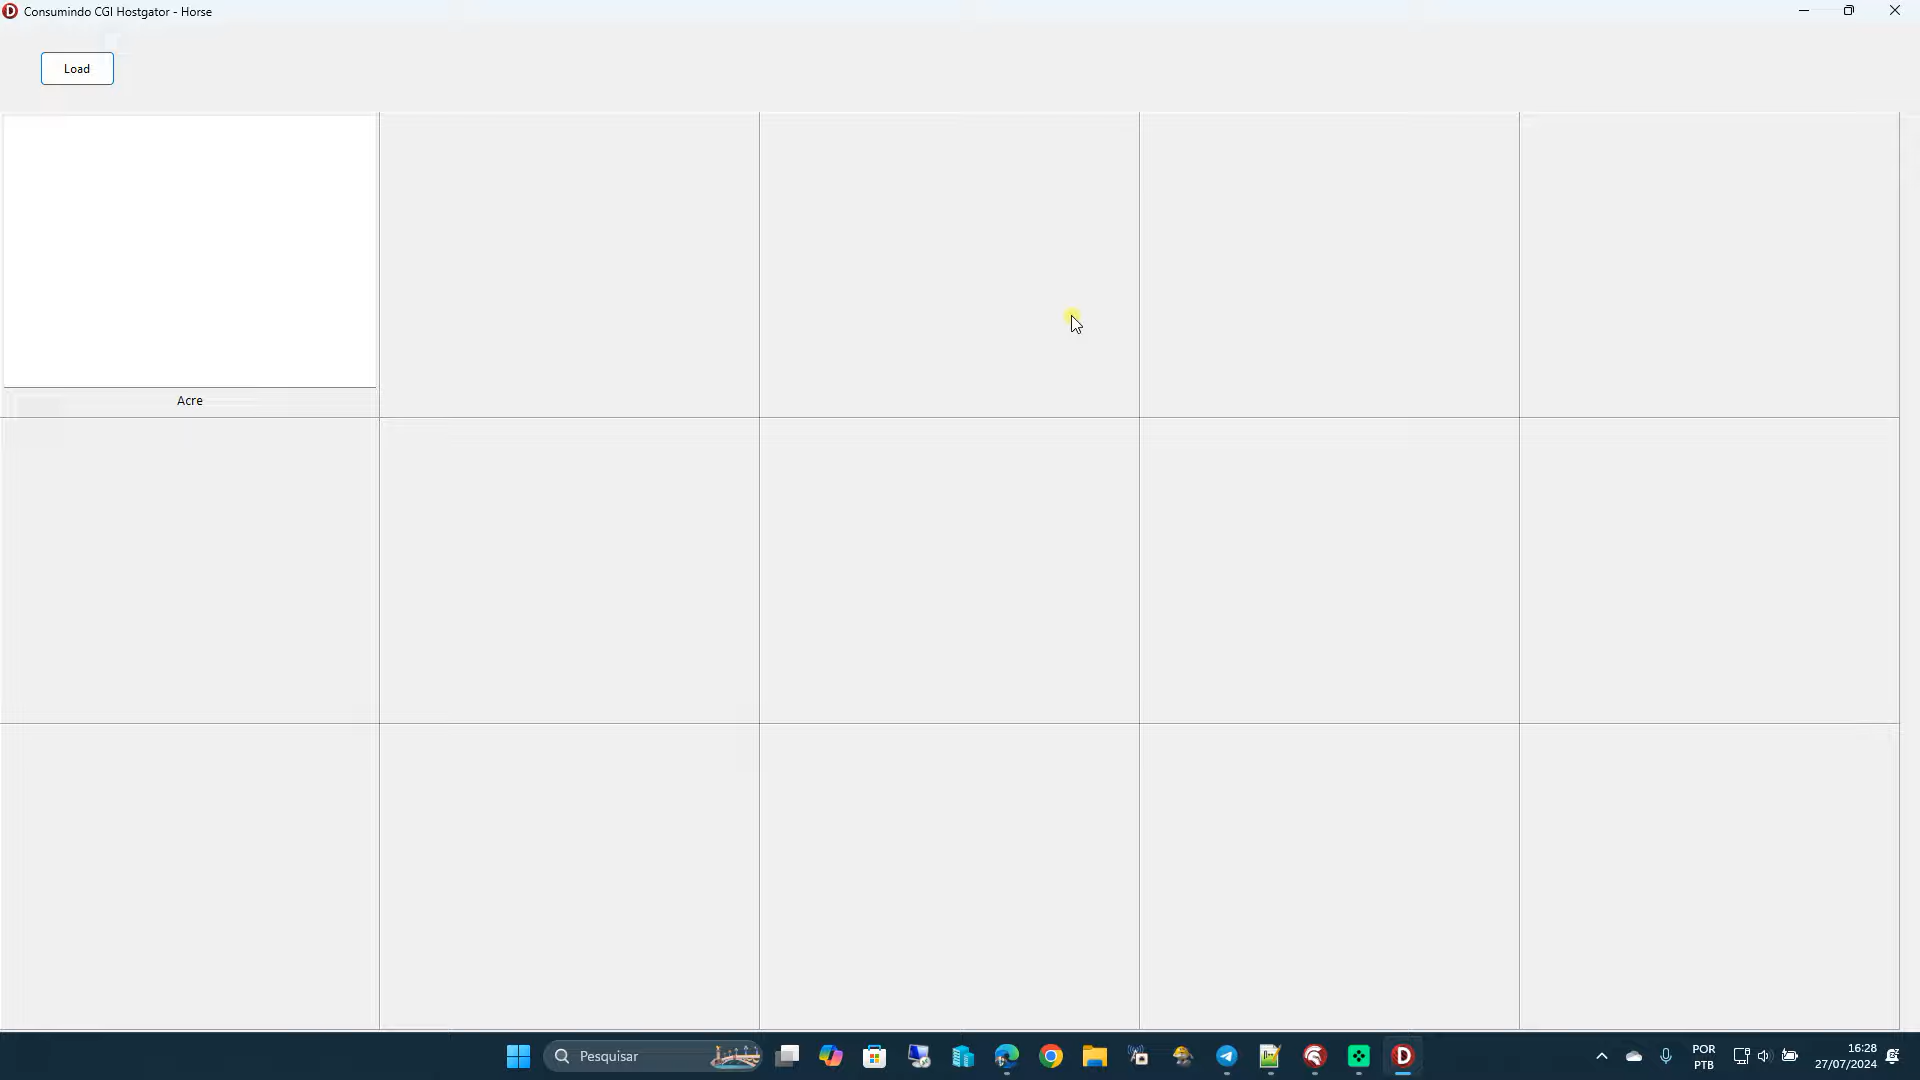 Consumindo CGI Hostgator - Horse
Load
Acre
Pesquisar
POR
PTB
16:28
27/07/2024